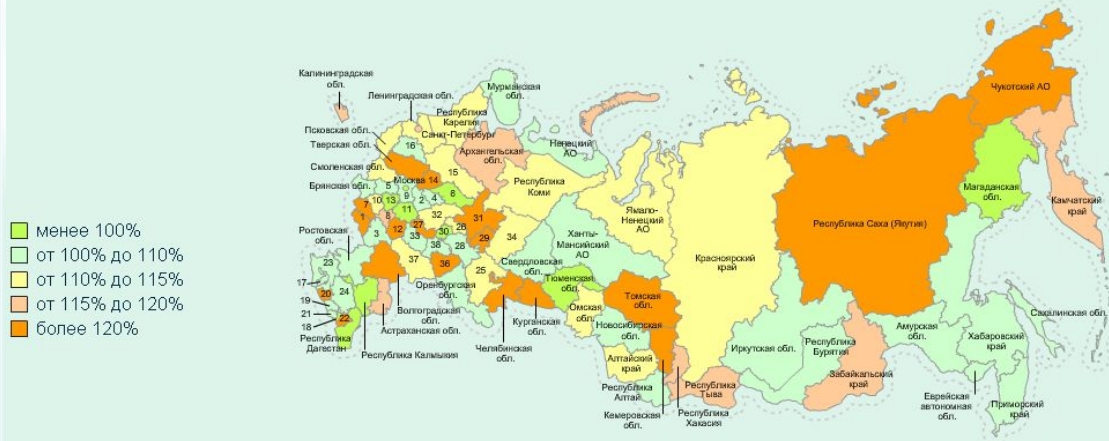 менее 100%
от 100% до 110%
от 110% до 115%
от 115% до 120%
более 120%
Калининградская
обл.
Ленинградская обл.
Мурманская
обл.
Республика
Карелия
Санкт-Петербург
Псковская обл.
Тверская обл.
Смоленская обл.
Брянская обл.
Москва
Архангельская
обл.
Ненецкий
АО
Республика
Коми
Ямало-
Ненецкий
АО
Ханты-
Мансийский
АО
Красноярский
край
Республика Саха (Якутия)
Чукотский АО
Магаданская
обл.
Камчатский
край
Ростовская
обл.
Свердловская
обл.
Тюменская
обл.
Оренбургская
обл.
Волгоградская
обл.
Астраханская обл.
Республика
Дагестан
Республика Калмыкия
Челябинская
обл.
Курганская
обл.
Омская
обл.
Томская
обл.
Новосибирская
обл.
Алтайский
край
Республика
Алтай
Кемеровская
обл.
Республика
Хакасия
Республика
Тыва
Иркутская обл.
Республика
Бурятия
Забайкальский
край
Амурская
обл.
Хабаровский
край
Сахалинская обл.
Еврейская
автономная
обл.
Приморский
край
16
14
15
5
9
7
10
13
2
4
6
1
8
11
3
12
27
32
30
26
31
29
33
38
28
34
37
36
25
23
17
20
24
19
21
22
18